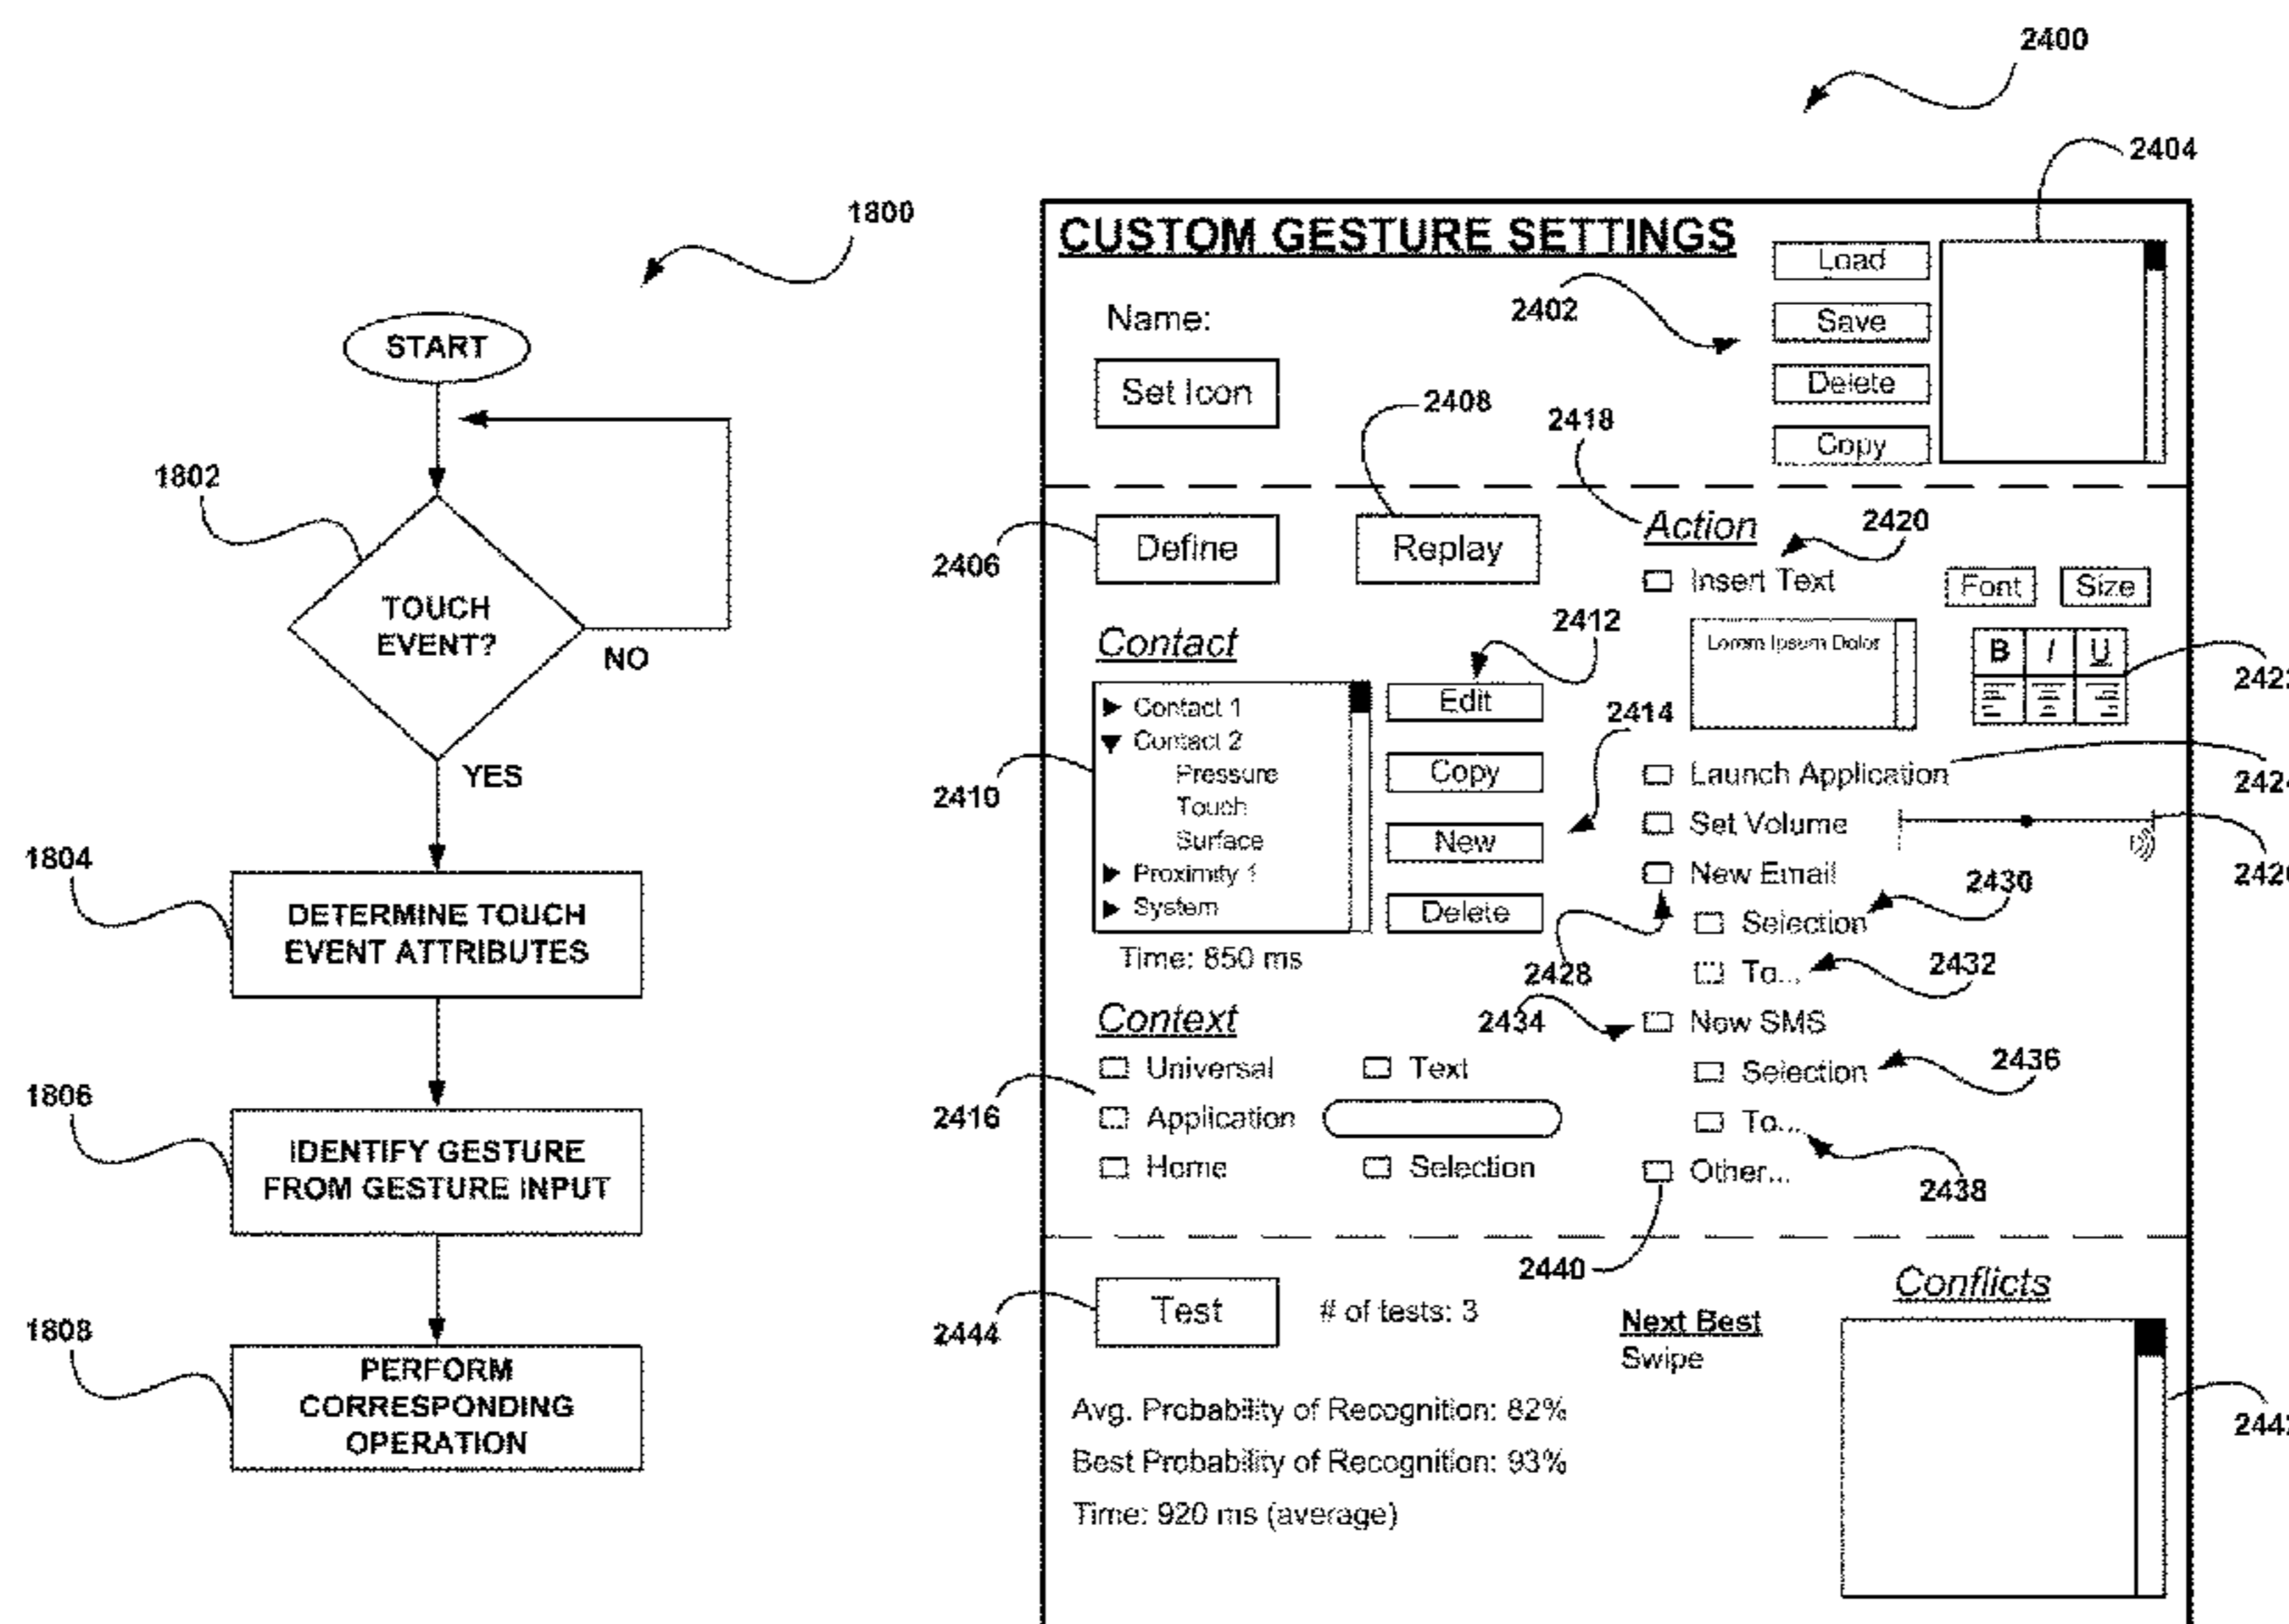 1800
START
1802
TOUCH
EVENT?
NO
YES
1804
DETERMINE TOUCH
EVENT ATTRIBUTES
1806
IDENTIFY GESTURE
FROM GESTURE INPUT
1808
PERFORM
CORRESPONDING
OPERATION
2400
2404
CUSTOM GESTURE SETTINGS
Load
2402
Name:
Save
Set Icon
Delete
2408
2418
Copy
2406
Define
Replay
Action
2420
Insert Text
Font
Size
Lorem Ipsum Dolor
B I U
2422
Contact
2412
Contact 1
Contact 2
Pressure
Touch
Surface
Proximity 1
System
2410
Edit
Copy
New
Delete
2414
Time: 850 ms
Launch Application
2424
Set Volume
New Email
2430
Selection
2428
To...
2432
2434
New SMS
Selection
2436
To...
2438
Other...
2440
Context
Universal
Text
2416
Application
Home
Selection
2444
Test
# of tests: 3
Next Best
Swipe
Conflicts
2442
Avg. Probability of Recognition: 82%
Best Probability of Recognition: 93%
Time: 920 ms (average)